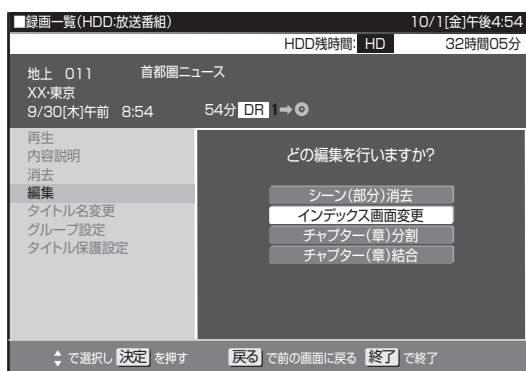 ■録画一覧(HDD:放送番組) 10/1[金]午後4:54
HDD残時間: HD 32時間05分
地上 011 首都圏ニュース
XX・東京
9/30[木]午前 8:54 54分 DR 1➡
再生
内容説明
消去
編集
タイトル名変更
グループ設定
タイトル保護設定
どの編集を行いますか?
シーン(部分)消去
インデックス画面変更
チャプター(章)分割
チャプター(章)結合
で選択し 決定 を押す 戻る で前の画面に戻る 終了 で終了